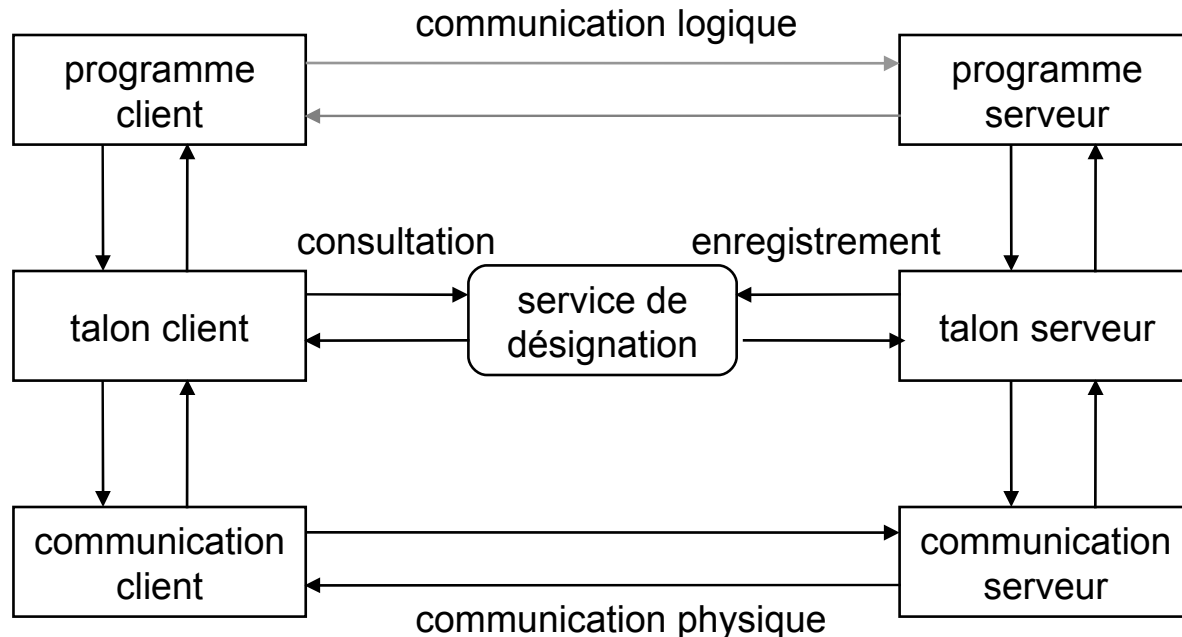 communication logique
programme
client
programme
serveur
consultation
enregistrement
talon client
service de
désignation
talon serveur
communication
client
communication
serveur
communication physique